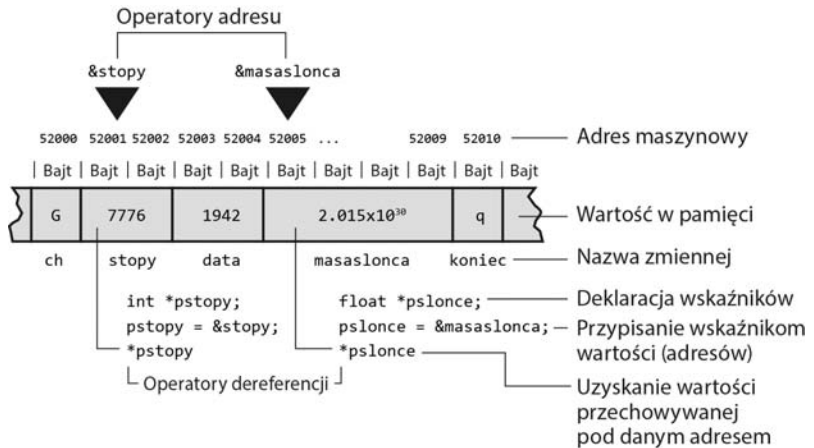 Operatory adresu
&stopy &masaslonca
52000 52001 52002 52003 52004 52005 ... 52009 52010 Adres maszynowy
| Bajt | Bajt | Bajt | Bajt | Bajt | Bajt | Bajt | Bajt | Bajt | Bajt | Bajt
G 7776 1942 2.015x10³⁰ q Wartość w pamięci
ch stopy data masaslonca koniec Nazwa zmiennej
int *pstopy; float *pslonce; Deklaracja wskaźników
pstopy = &stopy; pslonce = &masaslonca; Przypisanie wskaźnikom
wartości (adresów)
*pstopy *pslonce
Operatory dereferencji
Uzyskanie wartości
przechowywanej
pod danym adresem